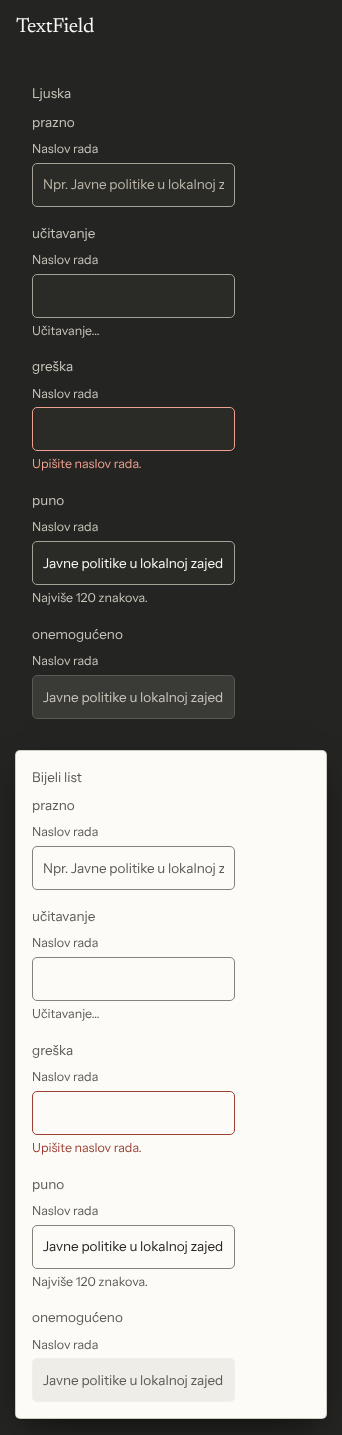 TextField
Ljuska
prazno
Naslov rada
Npr. Javne politike u lokalnoj z
učitavanje
Naslov rada
Učitavanje…
greška
Naslov rada
Upišite naslov rada.
puno
Naslov rada
Javne politike u lokalnoj zajed
Najviše 120 znakova.
onemogućeno
Naslov rada
Javne politike u lokalnoj zajed
Bijeli list
prazno
Naslov rada
Npr. Javne politike u lokalnoj z
učitavanje
Naslov rada
Učitavanje…
greška
Naslov rada
Upišite naslov rada.
puno
Naslov rada
Javne politike u lokalnoj zajed
Najviše 120 znakova.
onemogućeno
Naslov rada
Javne politike u lokalnoj zajed